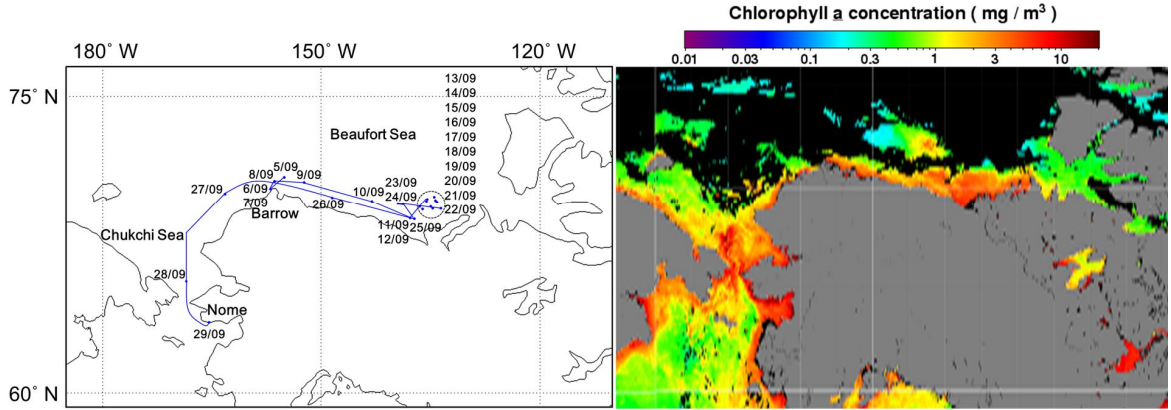 180° W
150° W
120° W
75° N
60° N
13/09
14/09
15/09
16/09
17/09
18/09
19/09
20/09
21/09
22/09
Beaufort Sea
5/09
8/09
9/09
6/09
7/09
27/09
Barrow
26/09
10/09
23/09
24/09
11/09
25/09
12/09
Chukchi Sea
28/09
Nome
29/09
Chlorophyll a concentration ( mg / m³ )
0.01 0.03 0.1 0.3 1 3 10